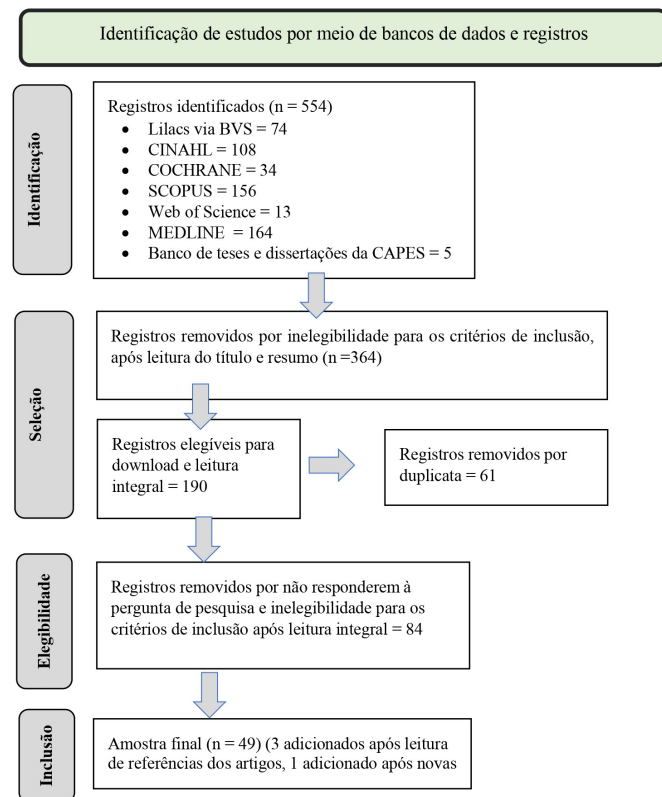 Identificação de estudos por meio de bancos de dados e registros
Identificação
Registros identificados (n = 554)
• Lilacs via BVS = 74
• CINAHL = 108
• COCHRANE = 34
• SCOPUS = 156
• Web of Science = 13
• MEDLINE = 164
• Banco de teses e dissertações da CAPES = 5
Seleção
Registros removidos por inelegibilidade para os critérios de inclusão,
após leitura do título e resumo (n =364)
Registros elegíveis para
download e leitura
integral = 190
Registros removidos por
duplicata = 61
Elegibilidade
Registros removidos por não responderem à
pergunta de pesquisa e inelegibilidade para os
critérios de inclusão após leitura integral = 84
Inclusão
Amostra final (n = 49) (3 adicionados após leitura
de referências dos artigos, 1 adicionado após novas